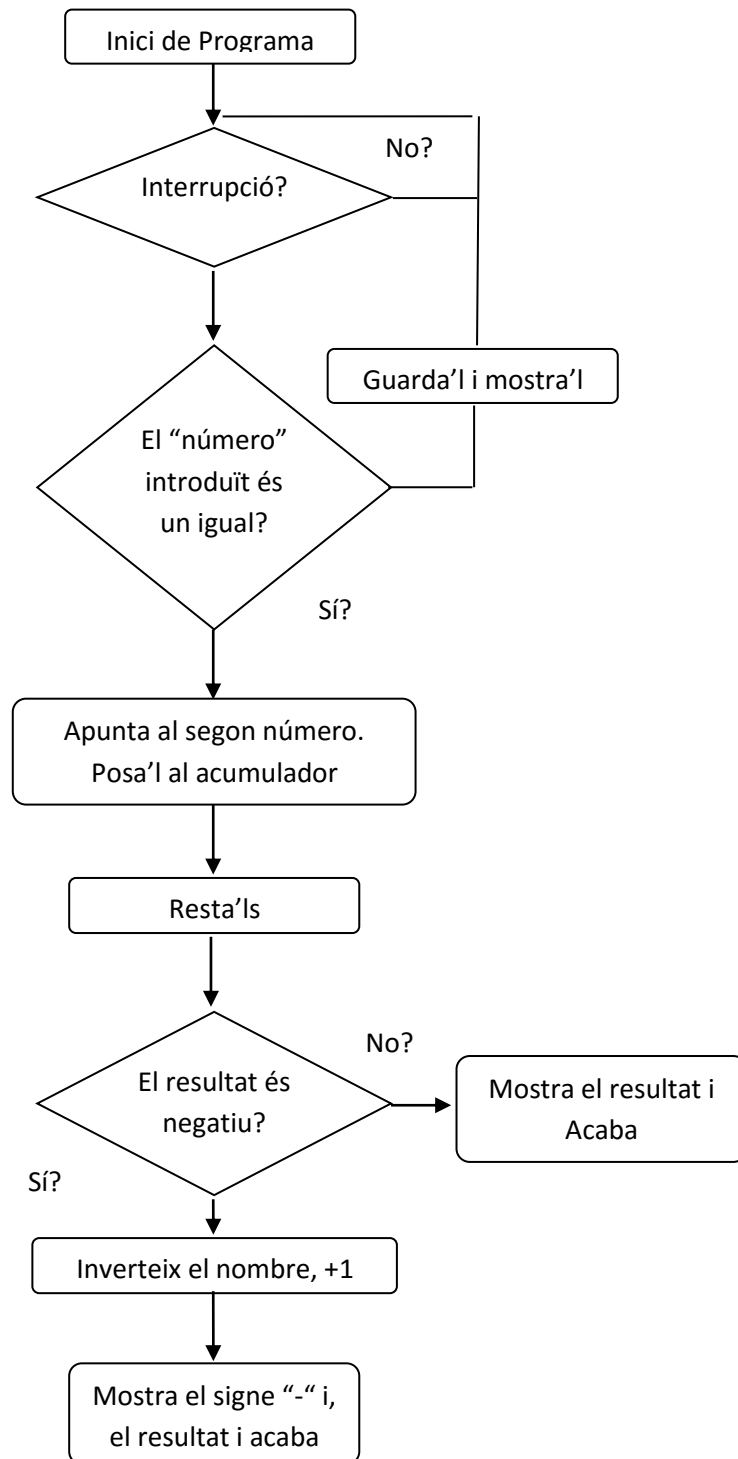 Inici de Programa
No?
Interrupció?
Guarda’l i mostra’l
El “número”
introduït és
un igual?
Sí?
Apunta al segon número.
Posa’l al acumulador
Resta’ls
No?
El resultat és
negatiu?
Mostra el resultat i
Acaba
Sí?
Inverteix el nombre, +1
Mostra el signe “-“ i,
el resultat i acaba